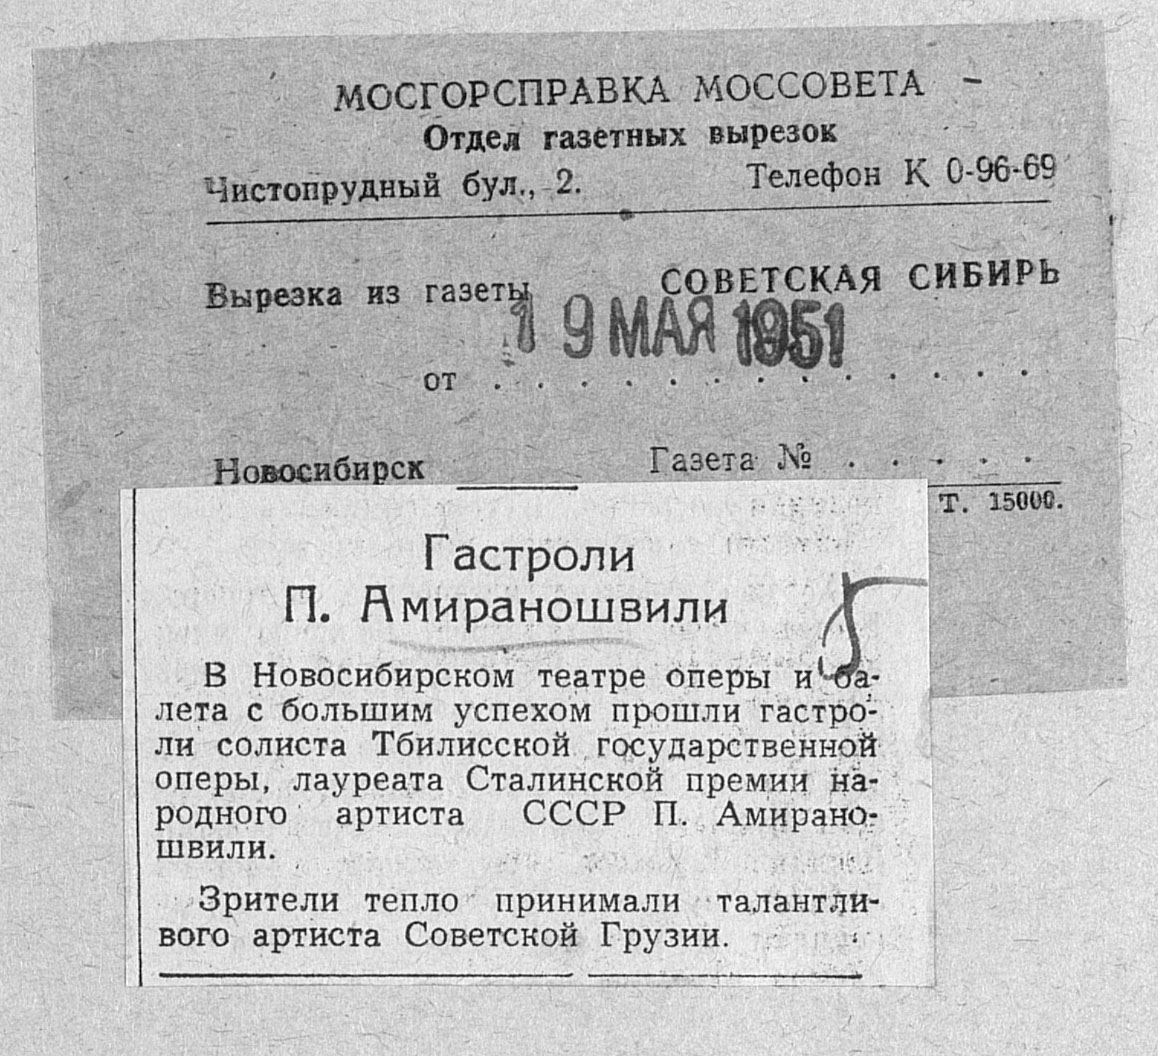 МОСГОРСПРАВКА МОССОВЕТА
Отдел газетных вырезок
Чистопрудный бул., 2. Телефон К 0-96-69
Вырезка из газеты СОВЕТСКАЯ СИБИРЬ
19 МАЯ 1951
от . . . . . . . . . . . . .
Новосибирск Газета № . . . . .
Т. 15000.
Гастроли
П. Амираношвили
В Новосибирском театре оперы и ба-
лета с большим успехом прошли гастро-
ли солиста Тбилисской государственной
оперы, лауреата Сталинской премии на-
родного артиста СССР П. Амирано-
швили.
Зрители тепло принимали талантли-
вого артиста Советской Грузии.